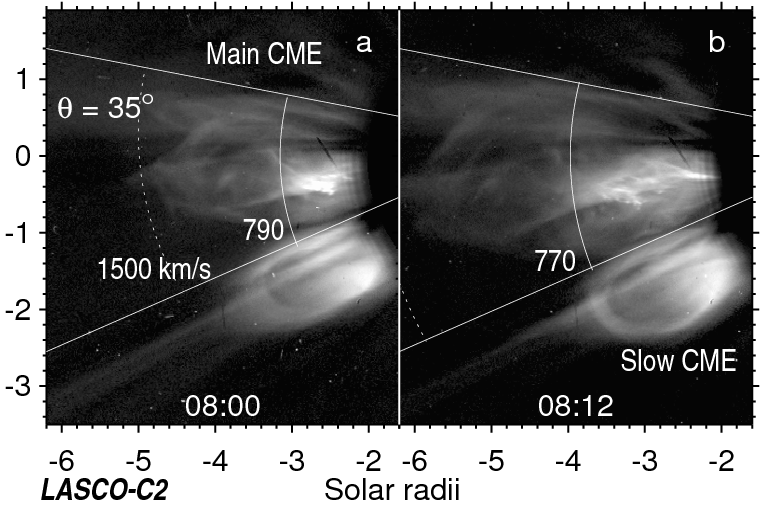 Main CME
a
b
1
θ = 35°
0
-1
790
770
1500 km/s
-2
Slow CME
-3
08:00
08:12
-6 -5 -4 -3 -2 -6 -5 -4 -3 -2
LASCO-C2 Solar radii